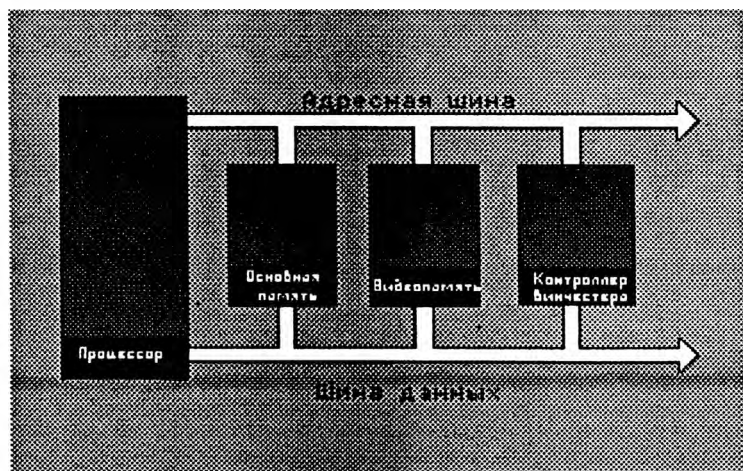 Адресная шина
Основная
память
Видеопамять
Контроллер
винчестера
Процессор
Шина данных